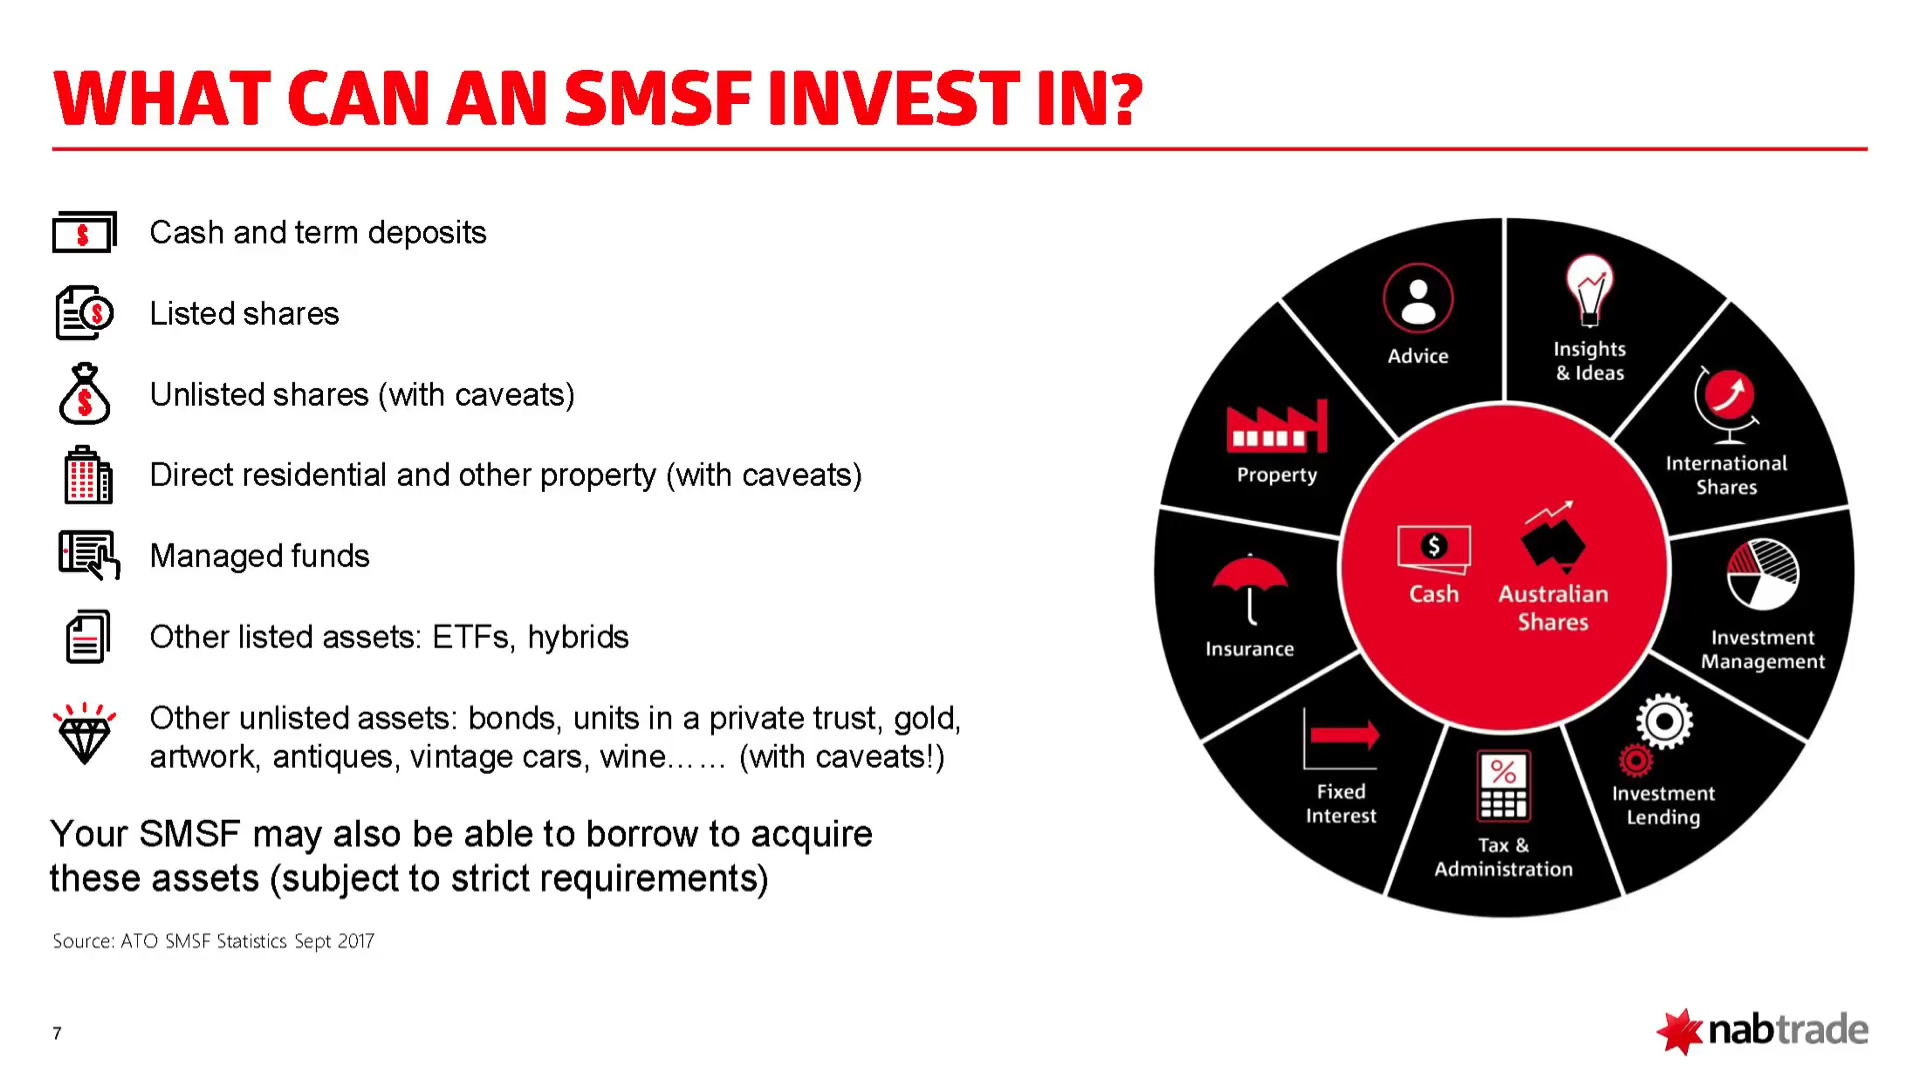 WHAT CAN AN SMSF INVEST IN?
$ Cash and term deposits
$ Listed shares
$ Unlisted shares (with caveats)
Direct residential and other property (with caveats)
Managed funds
Other listed assets: ETFs, hybrids
Other unlisted assets: bonds, units in a private trust, gold,
artwork, antiques, vintage cars, wine...... (with caveats!)
Your SMSF may also be able to borrow to acquire
these assets (subject to strict requirements)
Source: ATO SMSF Statistics Sept 2017
Advice
Insights
& Ideas
International
Shares
Investment
Management
Investment
Lending
%
Tax &
Administration
Fixed
Interest
Insurance
Property
$
Cash
Australian
Shares
7
nabtrade